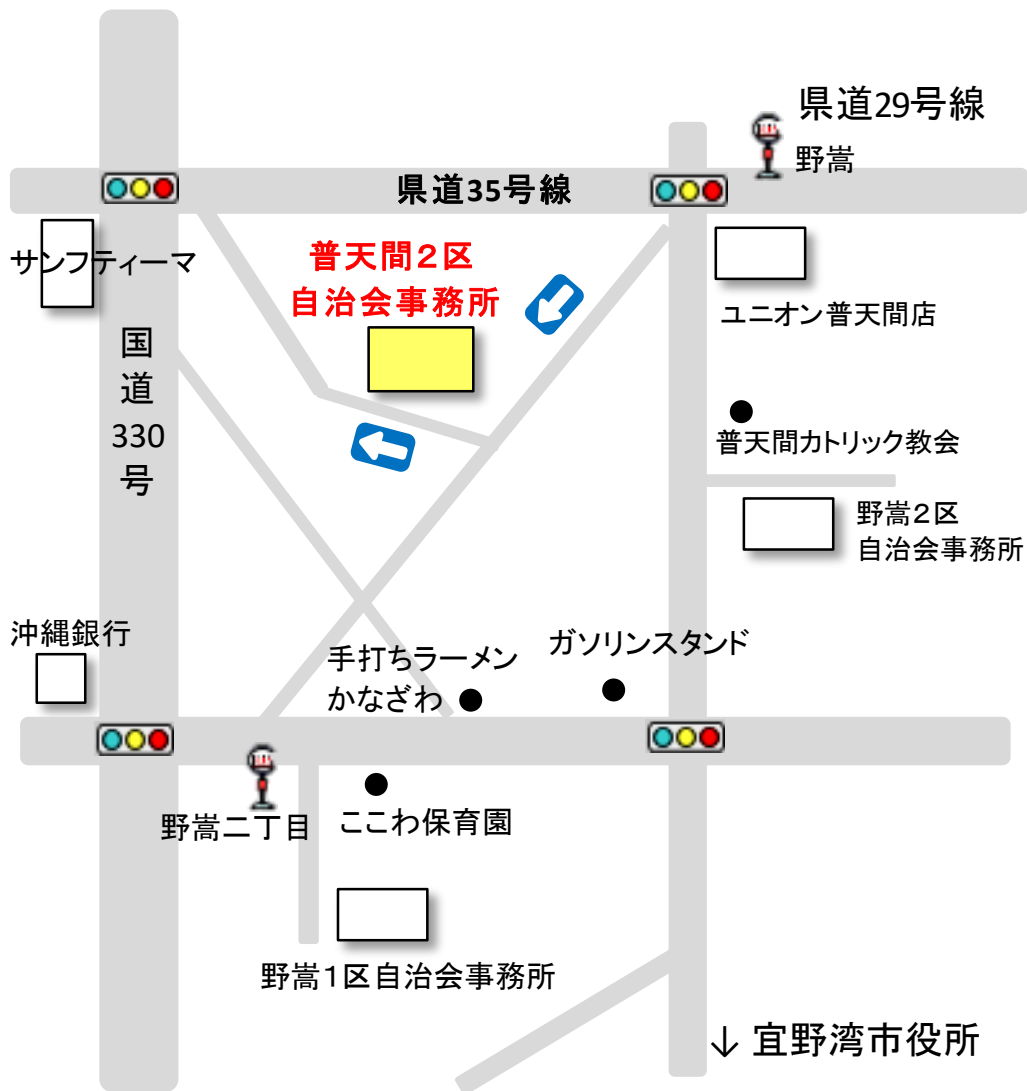 県道29号線
野嵩
県道35号線
サンフティーマ
普天間２区
自治会事務所
ユニオン普天間店
国
道
330
号
普天間カトリック教会
野嵩２区
自治会事務所
沖縄銀行
手打ちラーメン
かなざわ
ガソリンスタンド
野嵩二丁目
ここわ保育園
野嵩１区自治会事務所
↓ 宜野湾市役所